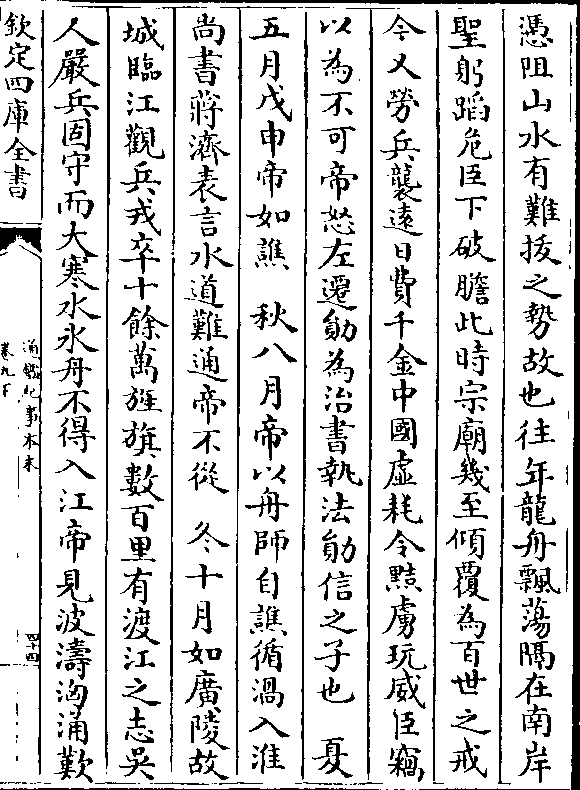 憑阻山水有難拔之勢故也往年龍舟飄蕩隔在南岸
聖躬蹈危臣下破膽此時宗廟幾至傾覆為百世之戒
今又勞兵襲遠日費千金中國虛耗令黠虜玩威臣竊
以為不可帝怒左遷勛為治書執法勛信之子也　夏
五月戊申帝如譙　秋八月帝以舟師自譙循渦入淮
尚書蔣濟表言水道難通帝不從　冬十月如廣陵故
城臨江觀兵戎卒十餘萬旌旗數百里有渡江之志吳
人嚴兵固守而大寒水氷舟不得入江帝見波濤洶涌歎
欽定四庫全書
通鑑紀事本末
卷九下
四十四